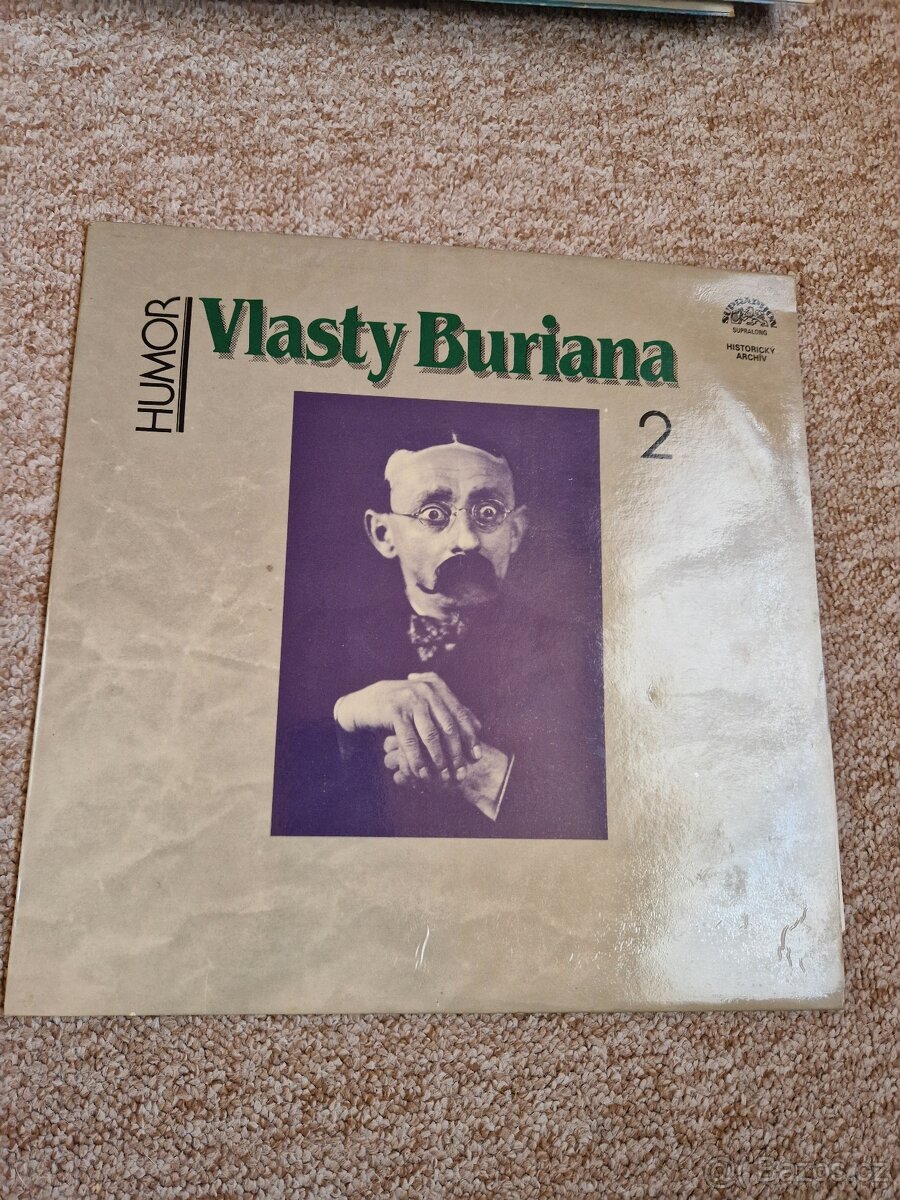 HUMOR
Vlasty Buriana
2
SUPRAPHON
SUPRALONG
HISTORICKÝ
ARCHÍV
Bazos.cz